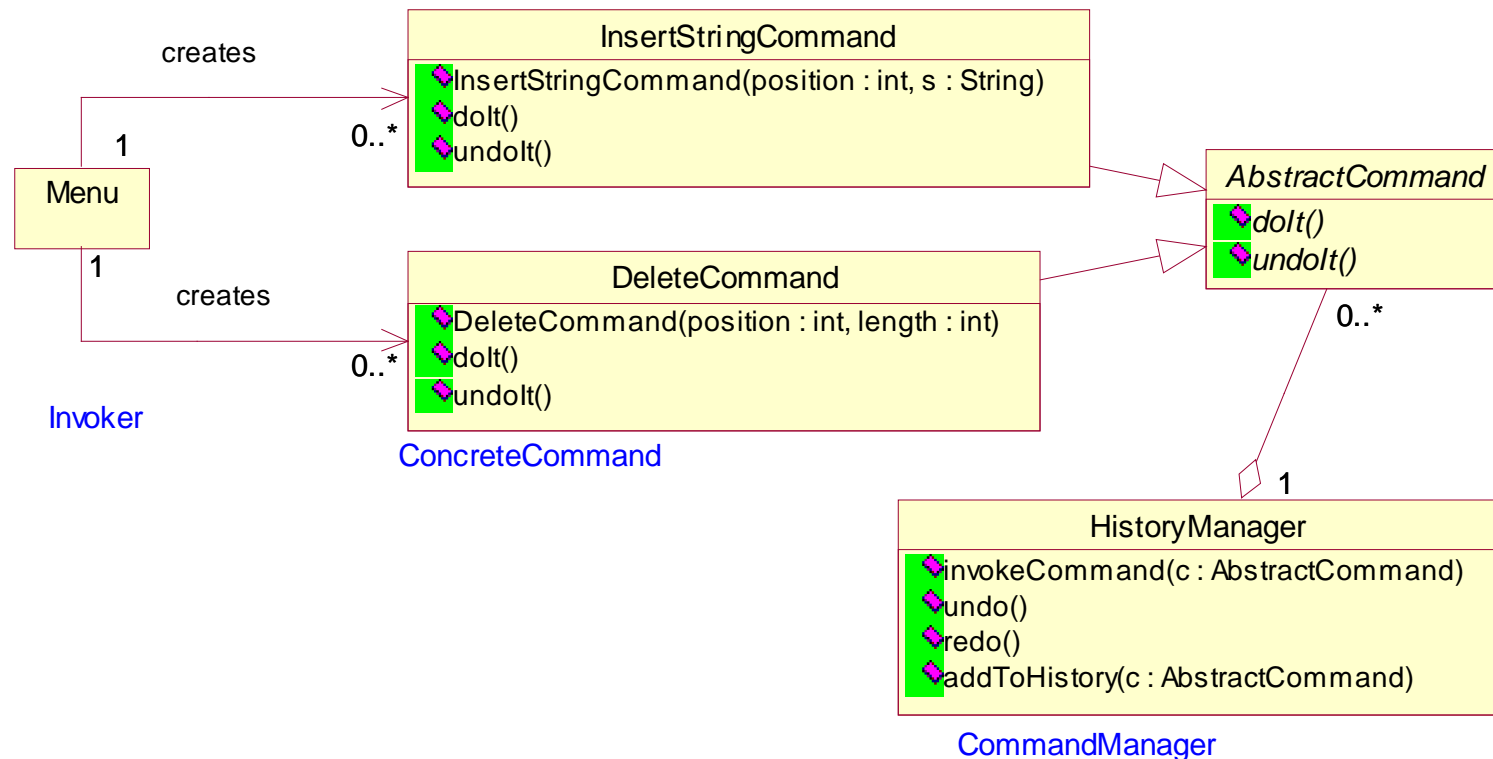 creates
InsertStringCommand
InsertStringCommand(position : int, s : String)
doIt()
undoIt()
0..*
1
Menu
1
creates
0..*
DeleteCommand
DeleteCommand(position : int, length : int)
doIt()
undoIt()
Invoker
ConcreteCommand
AbstractCommand
doIt()
undoIt()
0..*
1
HistoryManager
invokeCommand(c : AbstractCommand)
undo()
redo()
addToHistory(c : AbstractCommand)
CommandManager